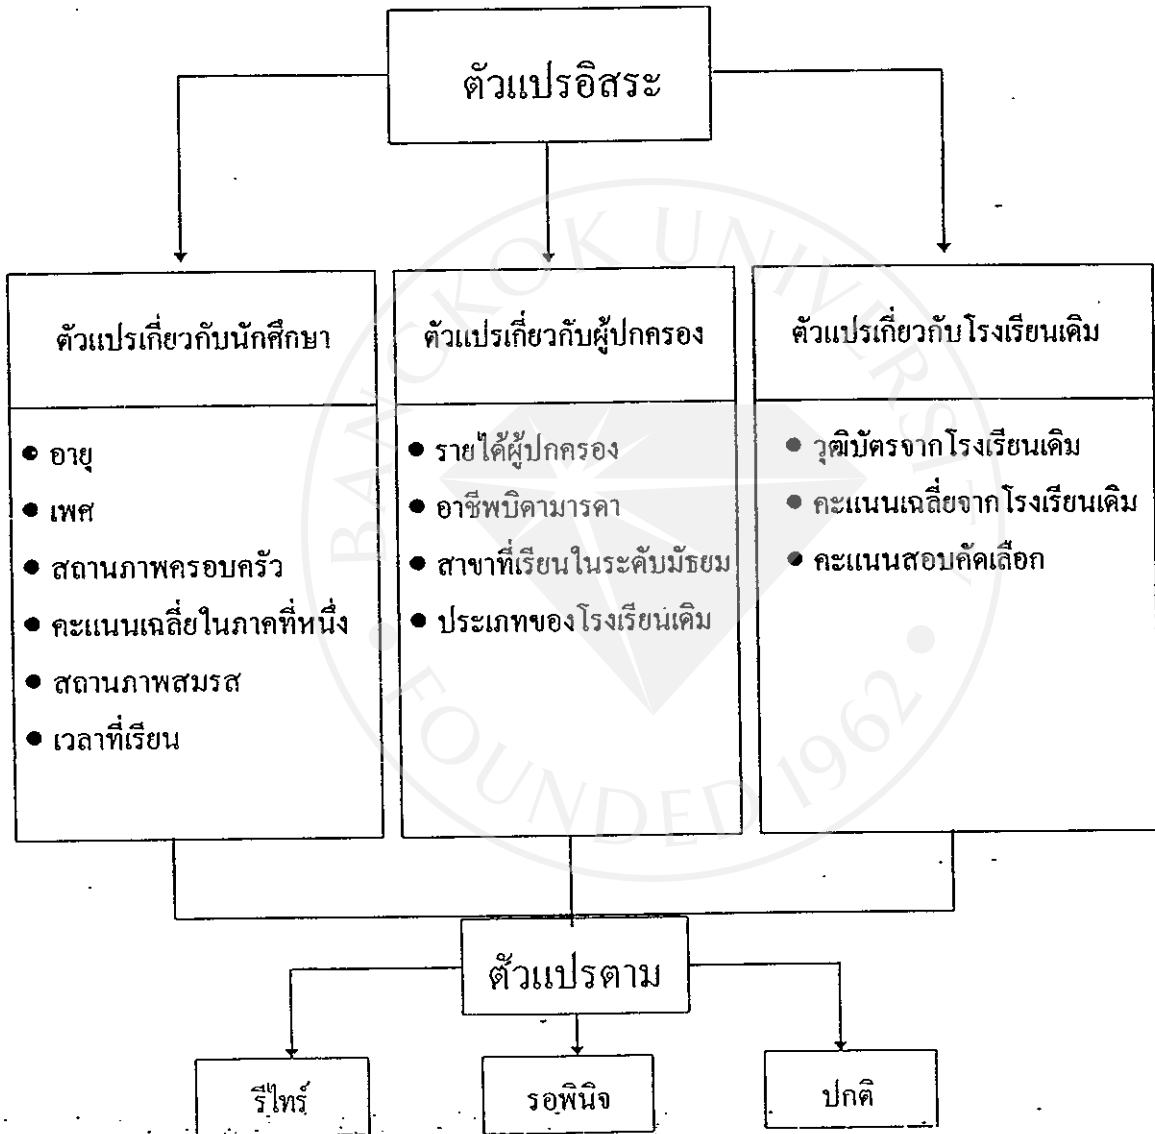 ตัวแปรอิสระ
ตัวแปรเกี่ยวกับนักศึกษา
● อายุ
● เพศ
● สถานภาพครอบครัว
● คะแนนเฉลี่ยในภาคที่หนึ่ง
● สถานภาพสมรส
● เวลาที่เรียน
ตัวแปรเกี่ยวกับผู้ปกครอง
● รายได้ผู้ปกครอง
● อาชีพบิดามารดา
● สาขาที่เรียนในระดับมัธยม
● ประเภทของโรงเรียนเดิม
ตัวแปรเกี่ยวกับโรงเรียนเดิม
● วุฒิบัตรจากโรงเรียนเดิม
● คะแนนเฉลี่ยจากโรงเรียนเดิม
● คะแนนสอบคัดเลือก
ตัวแปรตาม
รีไทร์
รอพินิจ
ปกติ
BANGKOK UNIVERSITY
FOUNDED 1962